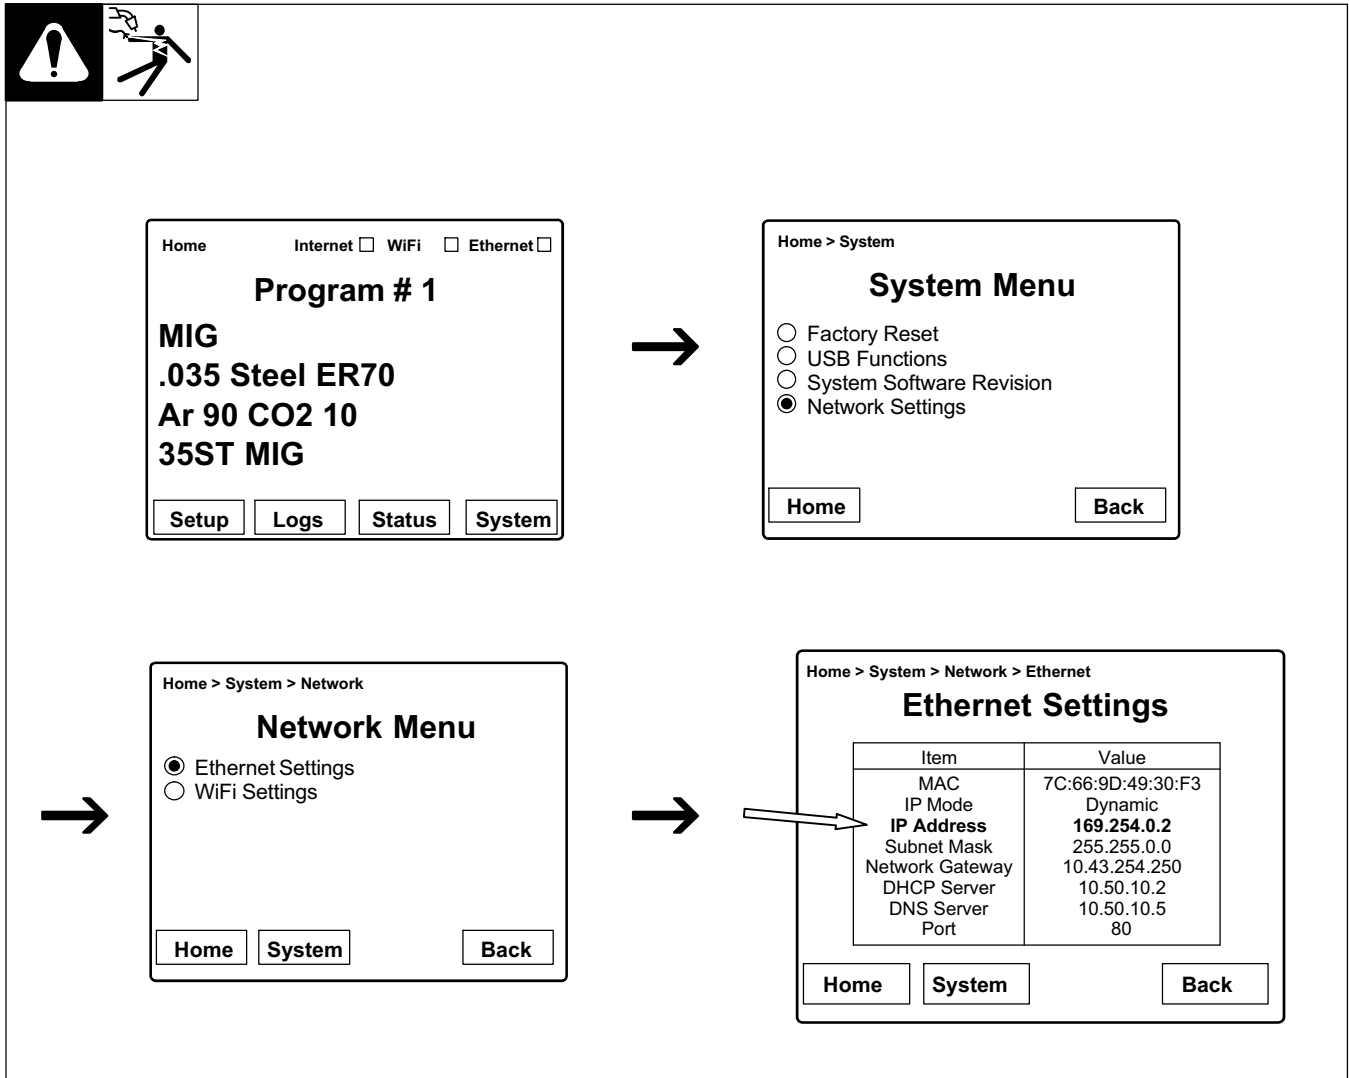 Home Internet WiFi Ethernet
Program # 1
MIG
.035 Steel ER70
Ar 90 CO2 10
35ST MIG
Setup Logs Status System
Home > System
System Menu
Factory Reset
USB Functions
System Software Revision
Network Settings
Home Back
Home > System > Network
Network Menu
Ethernet Settings
WiFi Settings
Home System Back
Home > System > Network > Ethernet
Ethernet Settings
Item Value
MAC 7C:66:9D:49:30:F3
IP Mode Dynamic
IP Address 169.254.0.2
Subnet Mask 255.255.0.0
Network Gateway 10.43.254.250
DHCP Server 10.50.10.2
DNS Server 10.50.10.5
Port 80
Home System Back